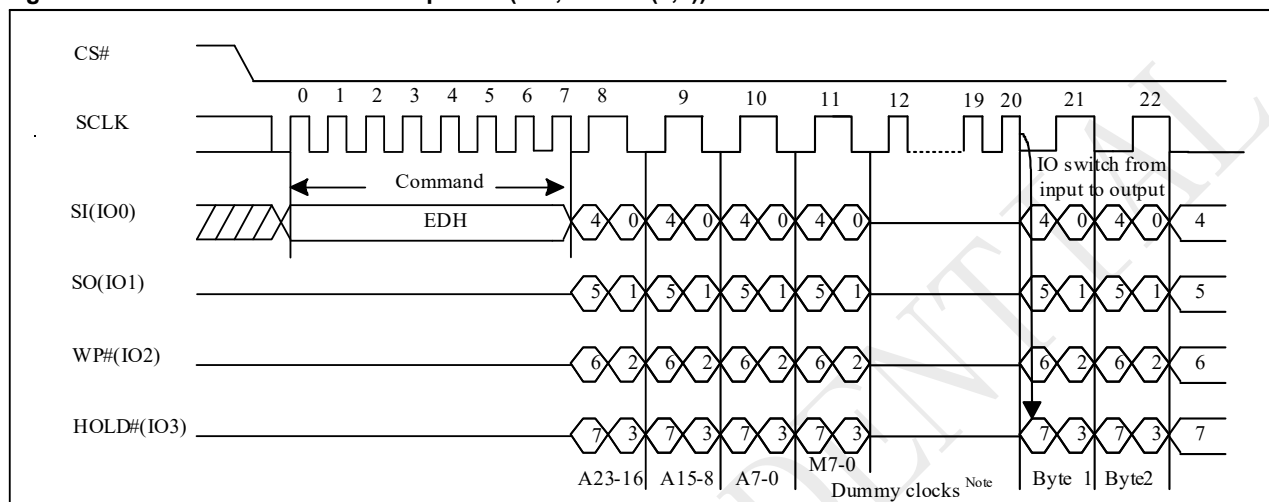 CS#
0 1 2 3 4 5 6 7 8 9 10 11 12 19 20 21 22
SCLK
IO switch from
input to output
Command
SI(IO0) EDH 4 0 4 0 4 0 4 0 4 0 4 0 4
SO(IO1) 5 1 5 1 5 1 5 1 5 1 5 1 5
WP#(IO2) 6 2 6 2 6 2 6 2 6 2 6 2 6
HOLD#(IO3) 7 3 7 3 7 3 7 3 7 3 7 3 7
A23-16 A15-8 A7-0 M7-0 Dummy clocks Note Byte 1 Byte2